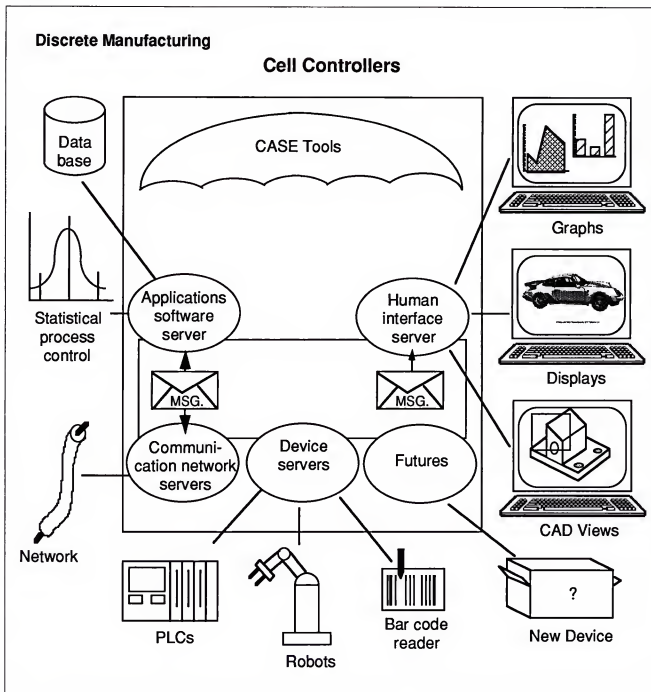 Discrete Manufacturing
Cell Controllers
Data
base
CASE Tools
Graphs
Statistical
process
control
Applications
software
server
Human
interface
server
Displays
MSG.
MSG.
Communi-
cation network
servers
Device
servers
Futures
CAD Views
Network
PLCs
Robots
Bar code
reader
?
New Device